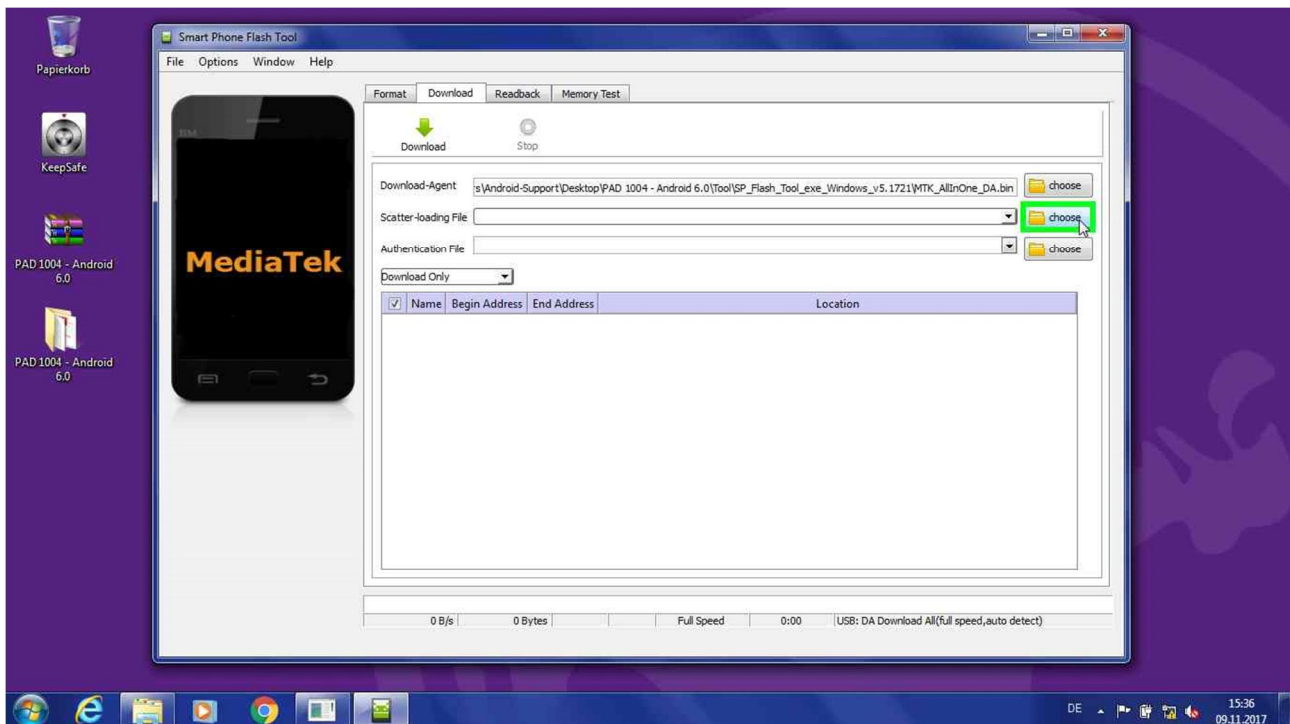 Papierkorb
KeepSafe
PAD 1004 - Android
6.0
PAD 1004 - Android
6.0
Smart Phone Flash Tool
File Options Window Help
BM
MediaTek
Format Download Readback Memory Test
Download Stop
Download-Agent s\Android-Support\Desktop\PAD 1004 - Android 6.0\Tool\SP_Flash_Tool_exe_Windows_v5.1721\MTK_AllInOne_DA.bin choose
Scatter-loading File choose
Authentication File choose
Download Only
Name Begin Address End Address Location
0 B/s 0 Bytes Full Speed 0:00 USB: DA Download All(full speed,auto detect)
DE 15:36
09.11.2017